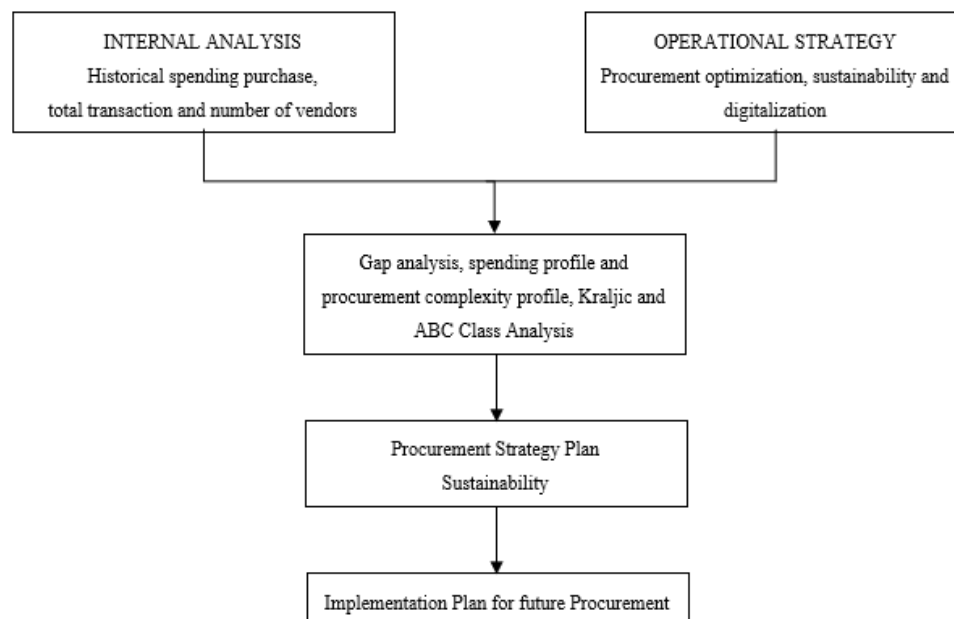 INTERNAL ANALYSIS
Historical spending purchase,
total transaction and number of vendors
OPERATIONAL STRATEGY
Procurement optimization, sustainability and
digitalization
Gap analysis, spending profile and
procurement complexity profile, Kraljic and
ABC Class Analysis
Procurement Strategy Plan
Sustainability
Implementation Plan for future Procurement